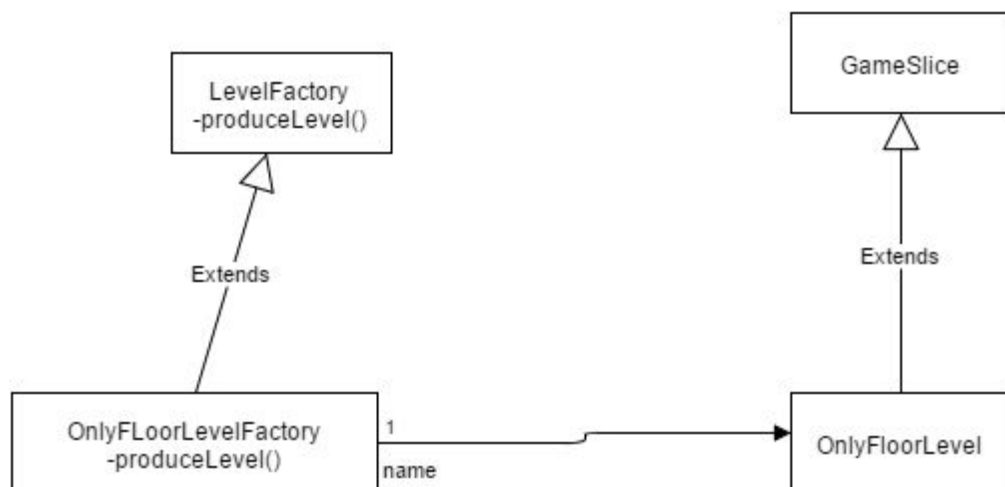 GameSlice
LevelFactory
-produceLevel()
Extends
Extends
OnlyFLoorLevelFactory
-produceLevel()
1
name
OnlyFloorLevel